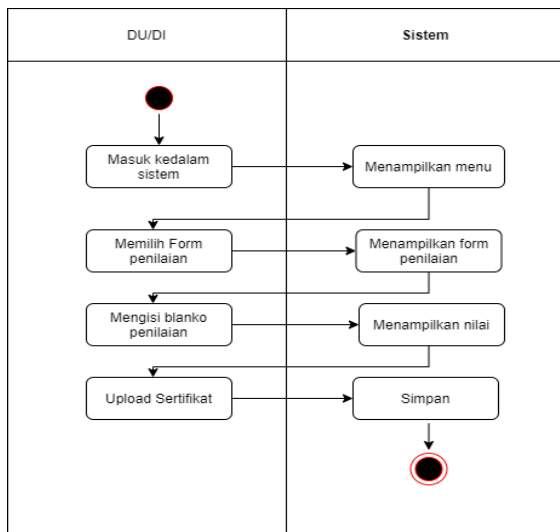 DU/DI
Sistem
Masuk kedalam
sistem
Menampilkan menu
Memilih Form
penilaian
Menampilkan form
penilaian
Mengisi blanko
penilaian
Menampilkan nilai
Upload Sertifikat
Simpan